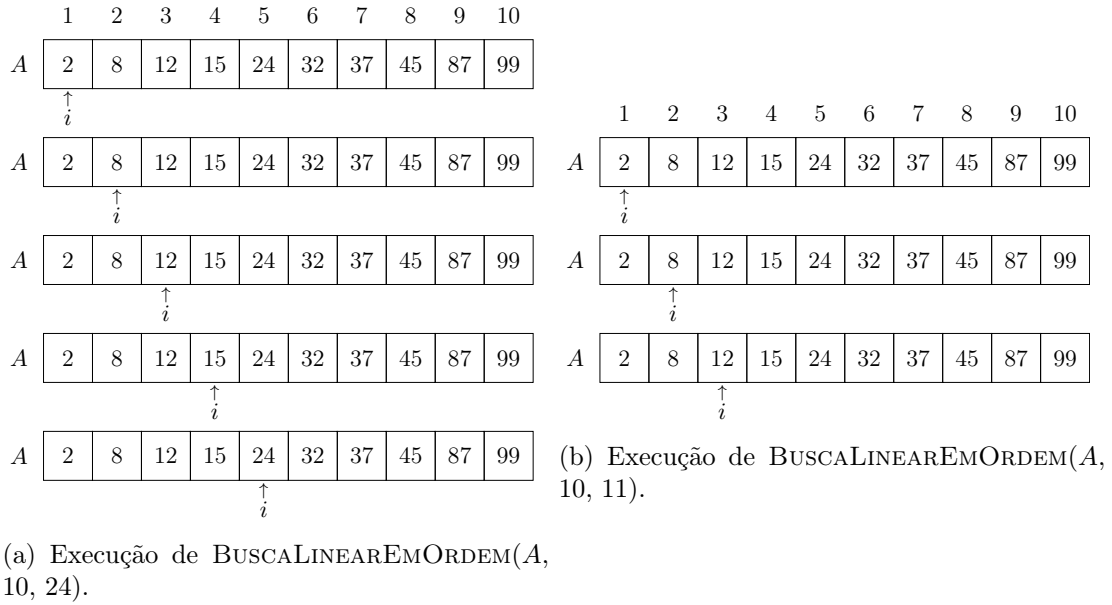 1 2 3 4 5 6 7 8 9 10
A 2 8 12 15 24 32 37 45 87 99
↑
i
A 2 8 12 15 24 32 37 45 87 99
↑
i
A 2 8 12 15 24 32 37 45 87 99
↑
i
A 2 8 12 15 24 32 37 45 87 99
↑
i
A 2 8 12 15 24 32 37 45 87 99
↑
i
(a) Execução de BUSCALINEAREMORDEM(A,
10, 24).
1 2 3 4 5 6 7 8 9 10
A 2 8 12 15 24 32 37 45 87 99
↑
i
A 2 8 12 15 24 32 37 45 87 99
↑
i
A 2 8 12 15 24 32 37 45 87 99
↑
i
(b) Execução de BUSCALINEAREMORDEM(A,
10, 11).